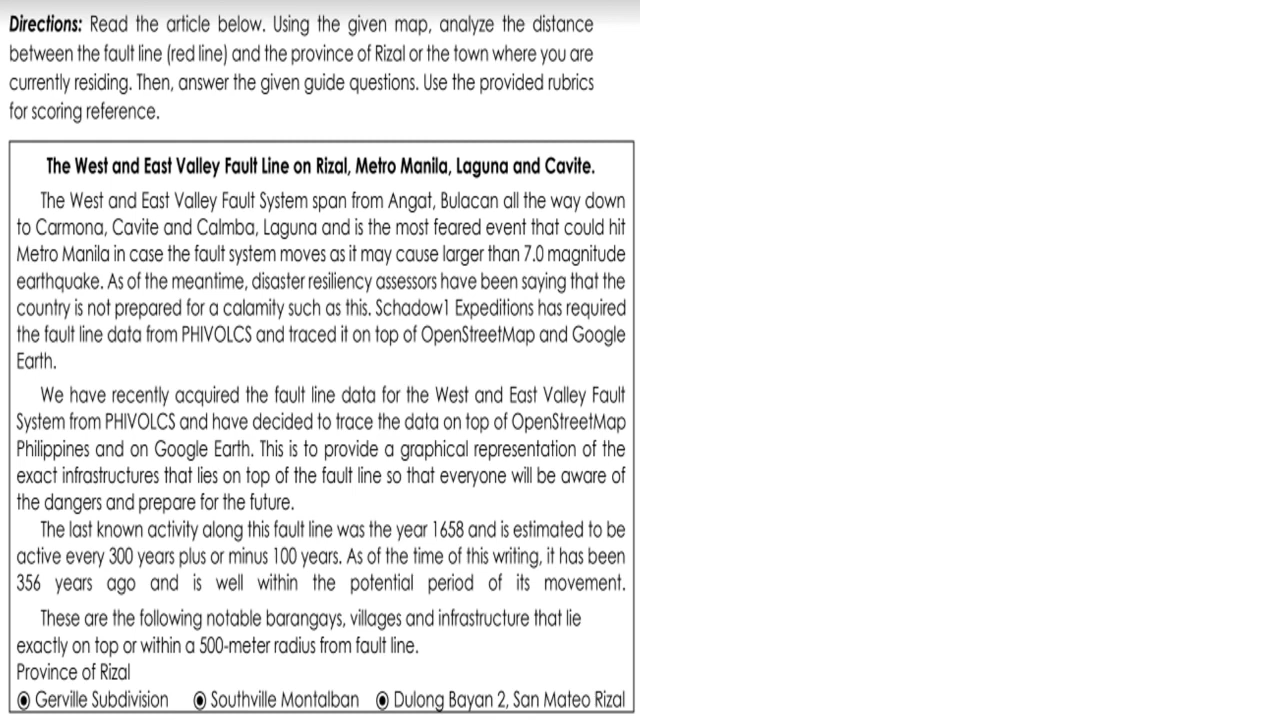 Directions: Read the article below. Using the given map, analyze the distance
between the fault line (red line) and the province of Rizal or the town where you are
currently residing. Then, answer the given guide questions. Use the provided rubrics
for scoring reference.
The West and East Valley Fault Line on Rizal, Metro Manila, Laguna and Cavite.
The West and East Valley Fault System span from Angat, Bulacan all the way down
to Carmona, Cavite and Calmba, Laguna and is the most feared event that could hit
Metro Manila in case the fault system moves as it may cause larger than 7.0 magnitude
earthquake. As of the meantime, disaster resiliency assessors have been saying that the
country is not prepared for a calamity such as this. Schadow1 Expeditions has required
the fault line data from PHIVOLCS and traced it on top of OpenStreetMap and Google
Earth.
We have recently acquired the fault line data for the West and East Valley Fault
System from PHIVOLCS and have decided to trace the data on top of OpenStreetMap
Philippines and on Google Earth. This is to provide a graphical representation of the
exact infrastructures that lies on top of the fault line so that everyone will be aware of
the dangers and prepare for the future.
The last known activity along this fault line was the year 1658 and is estimated to be
active every 300 years plus or minus 100 years. As of the time of this writing, it has been
356 years ago and is well within the potential period of its movement.
These are the following notable barangays, villages and infrastructure that lie
exactly on top or within a 500-meter radius from fault line.
Province of Rizal
◉ Gerville Subdivision ◉ Southville Montalban ◉ Dulong Bayan 2, San Mateo Rizal